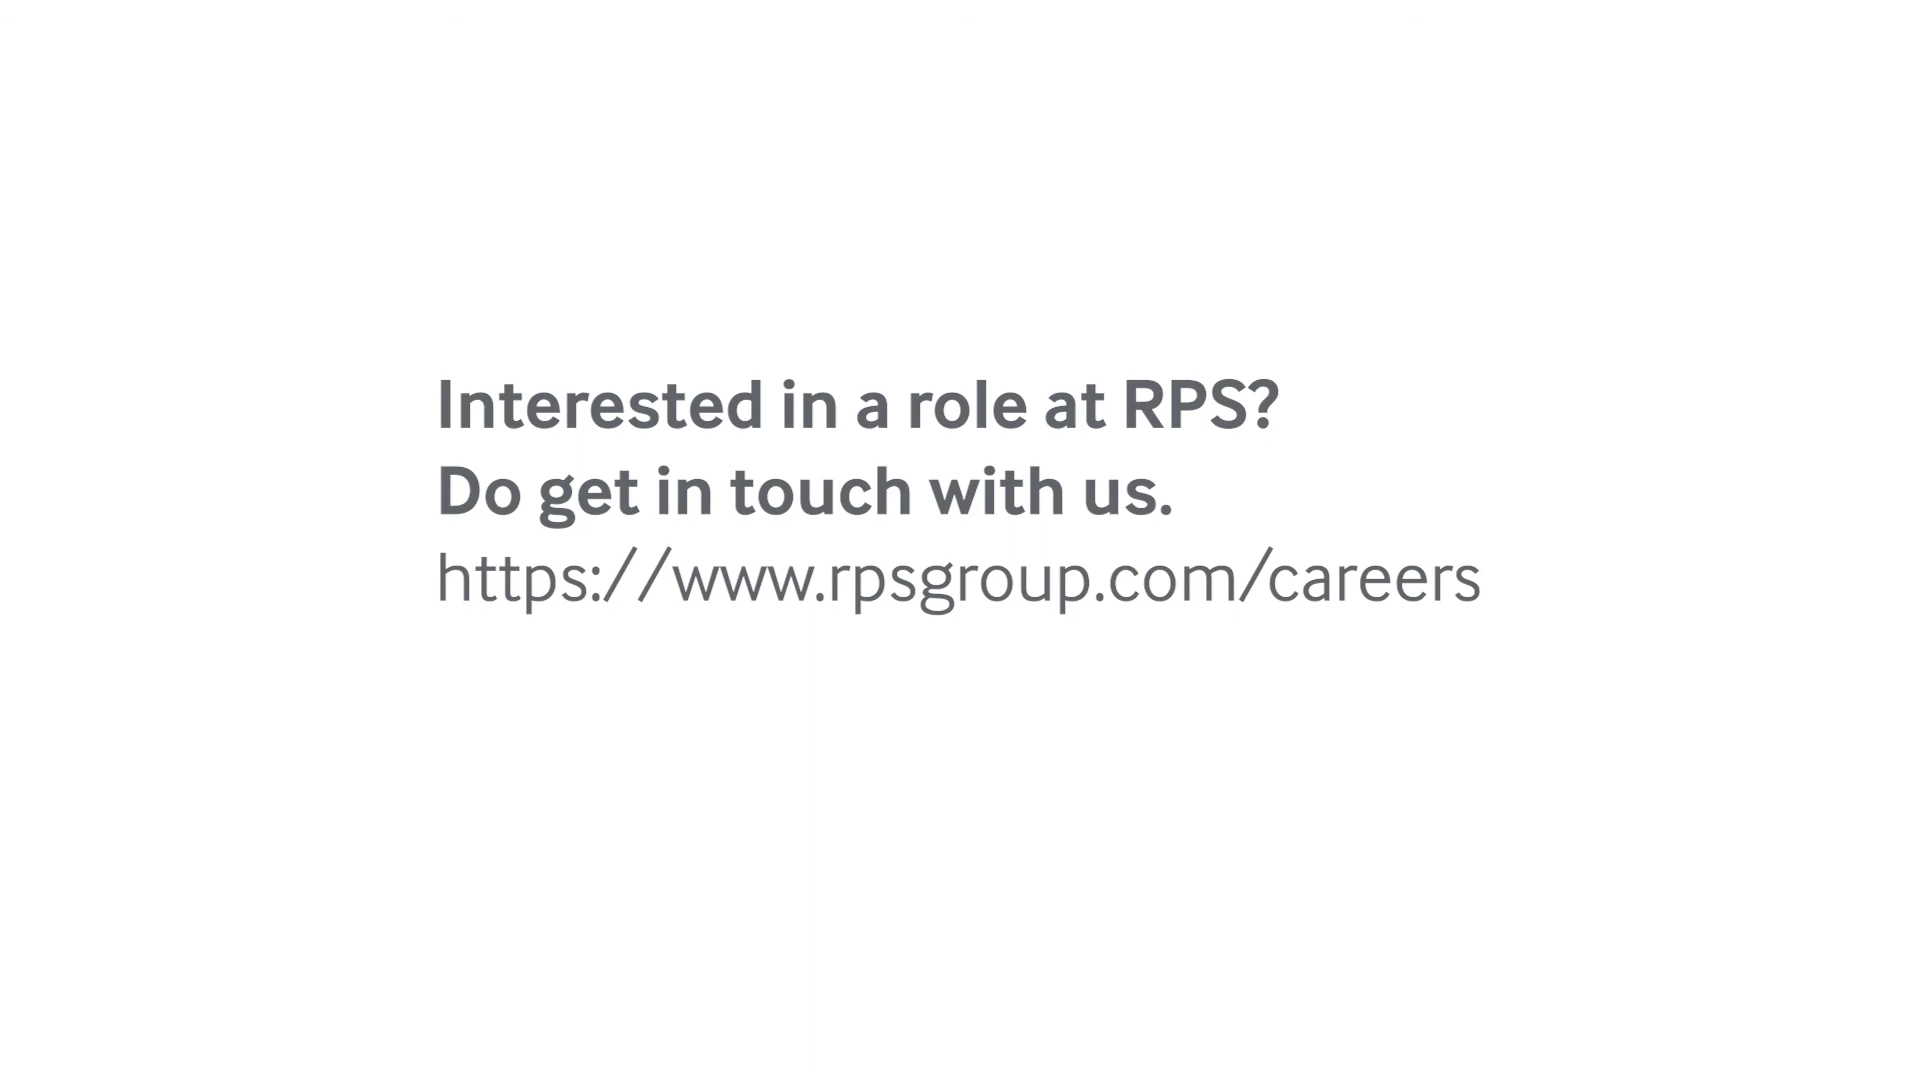 Interested in a role at RPS?
Do get in touch with us.
https://www.rpsgroup.com/careers